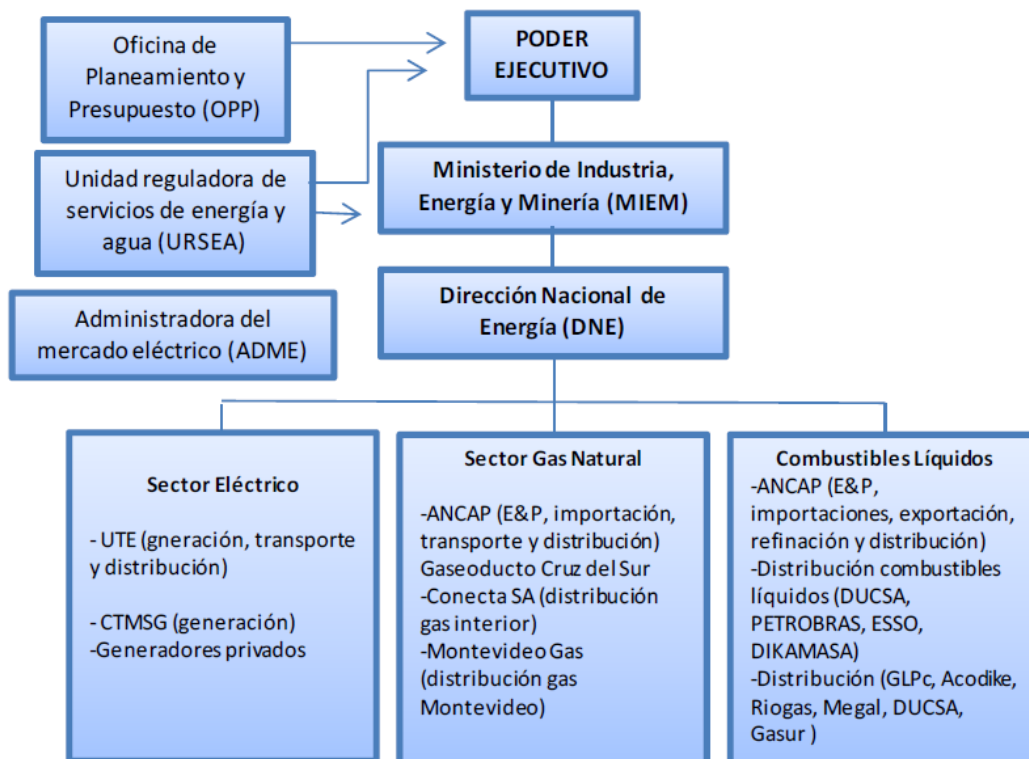 Oficina de
Planeamiento y
Presupuesto (OPP)
PODER
EJECUTIVO
Unidad reguladora de
servicios de energía y
agua (URSEA)
Ministerio de Industria,
Energía y Minería (MIEM)
Administradora del
mercado eléctrico (ADME)
Dirección Nacional de
Energía (DNE)
Sector Eléctrico
- UTE (gneración, transporte
y distribución)
- CTMSG (generación)
-Generadores privados
Sector Gas Natural
-ANCAP (E&P, importación,
transporte y distribución)
Gaseoducto Cruz del Sur
-Conecta SA (distribución
gas interior)
-Montevideo Gas
(distribución gas
Montevideo)
Combustibles Líquidos
-ANCAP (E&P,
importaciones, exportación,
refinación y distribución)
-Distribución combustibles
líquidos (DUCSA,
PETROBRAS, ESSO,
DIKAMASA)
-Distribución (GLPc, Acodike,
Riogas, Megal, DUCSA,
Gasur )